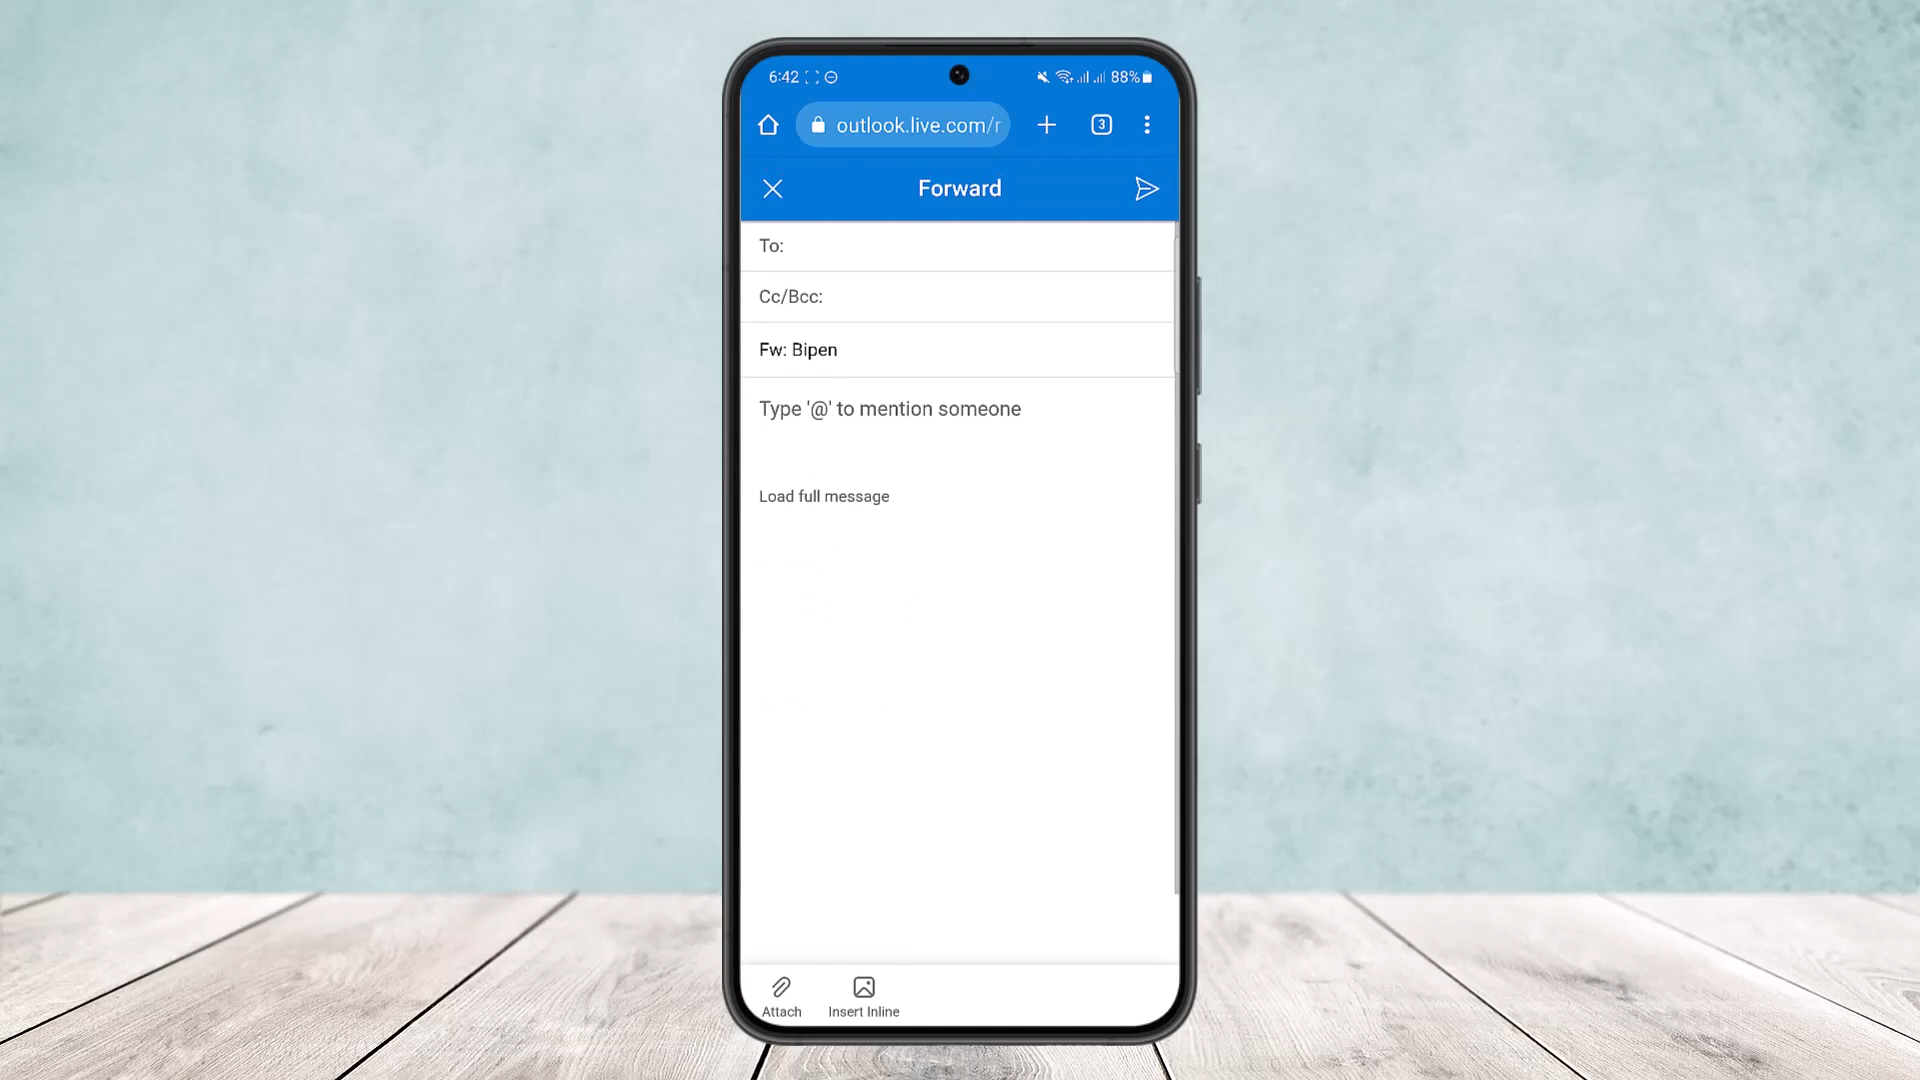 6:42 88%
outlook.live.com/r 3
Forward
To:
Cc/Bcc:
Fw: Bipen
Type '@' to mention someone
Load full message
Attach Insert Inline